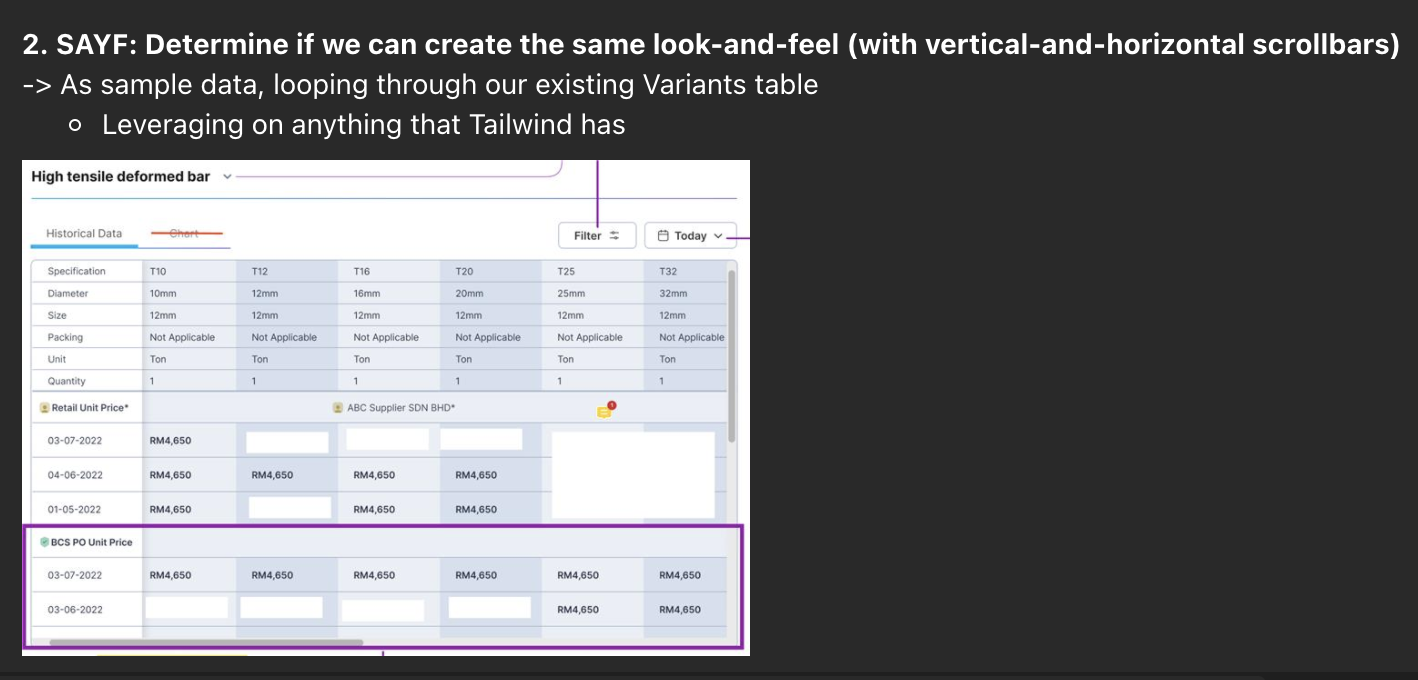 2. SAYF: Determine if we can create the same look-and-feel (with vertical-and-horizontal scrollbars)
-> As sample data, looping through our existing Variants table
Leveraging on anything that Tailwind has
High tensile deformed bar
Historical Data Chart Filter Today
Specification T10 T12 T16 T20 T25 T32
Diameter 10mm 12mm 16mm 20mm 25mm 32mm
Size 12mm 12mm 12mm 12mm 12mm 12mm
Packing Not Applicable Not Applicable Not Applicable Not Applicable Not Applicable Not Applicable
Unit Ton Ton Ton Ton Ton Ton
Quantity 1 1 1 1 1 1
Retail Unit Price* ABC Supplier SDN BHD* 1
03-07-2022 RM4,650
04-06-2022 RM4,650 RM4,650 RM4,650 RM4,650
01-05-2022 RM4,650 RM4,650 RM4,650
BCS PO Unit Price
03-07-2022 RM4,650 RM4,650 RM4,650 RM4,650 RM4,650 RM4,650
03-06-2022 RM4,650 RM4,650